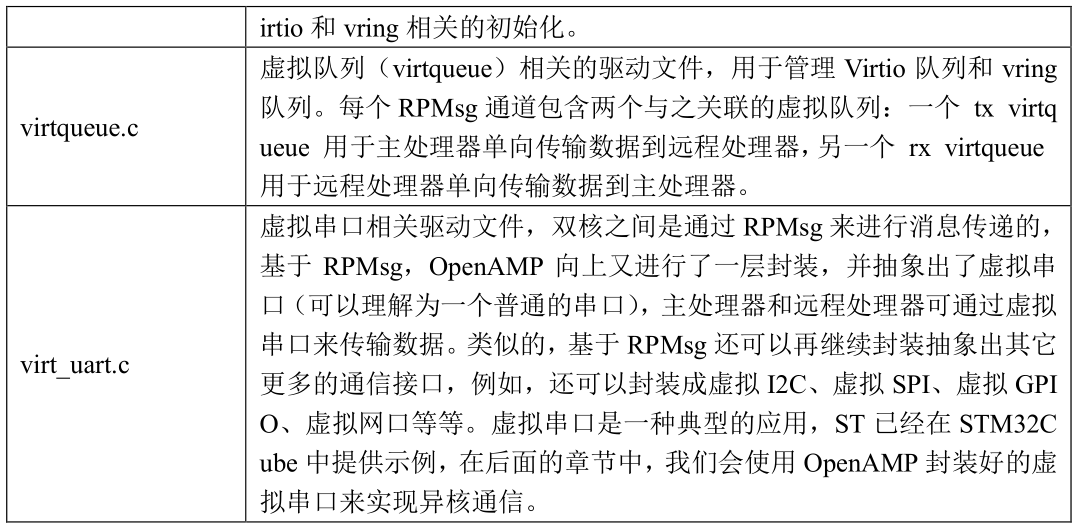 irtio 和 vring 相关的初始化。
virtqueue.c
虚拟队列（virtqueue）相关的驱动文件，用于管理 Virtio 队列和 vring
队列。每个 RPMsg 通道包含两个与之关联的虚拟队列：一个 tx virtq
ueue 用于主处理器单向传输数据到远程处理器，另一个 rx virtqueue
用于远程处理器单向传输数据到主处理器。
virt_uart.c
虚拟串口相关驱动文件，双核之间是通过 RPMsg 来进行消息传递的，
基于 RPMsg，OpenAMP 向上又进行了一层封装，并抽象出了虚拟串
口（可以理解为一个普通的串口），主处理器和远程处理器可通过虚拟
串口来传输数据。类似的，基于 RPMsg 还可以再继续封装抽象出其它
更多的通信接口，例如，还可以封装成虚拟 I2C、虚拟 SPI、虚拟 GPI
O、虚拟网口等等。虚拟串口是一种典型的应用，ST 已经在 STM32C
ube 中提供示例，在后面的章节中，我们会使用 OpenAMP 封装好的虚
拟串口来实现异核通信。